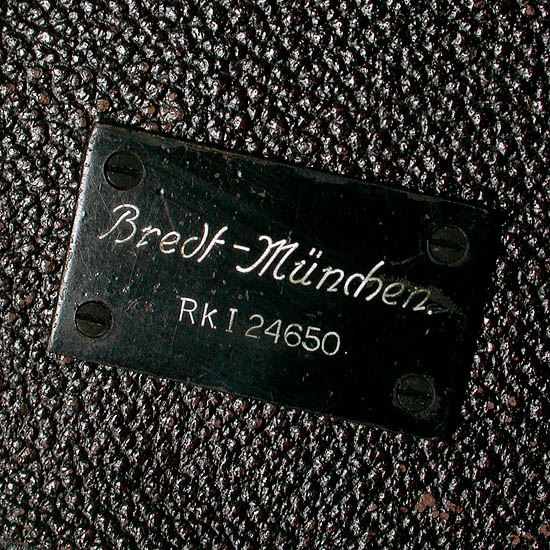 Bredt-München.
RK. I 24650.